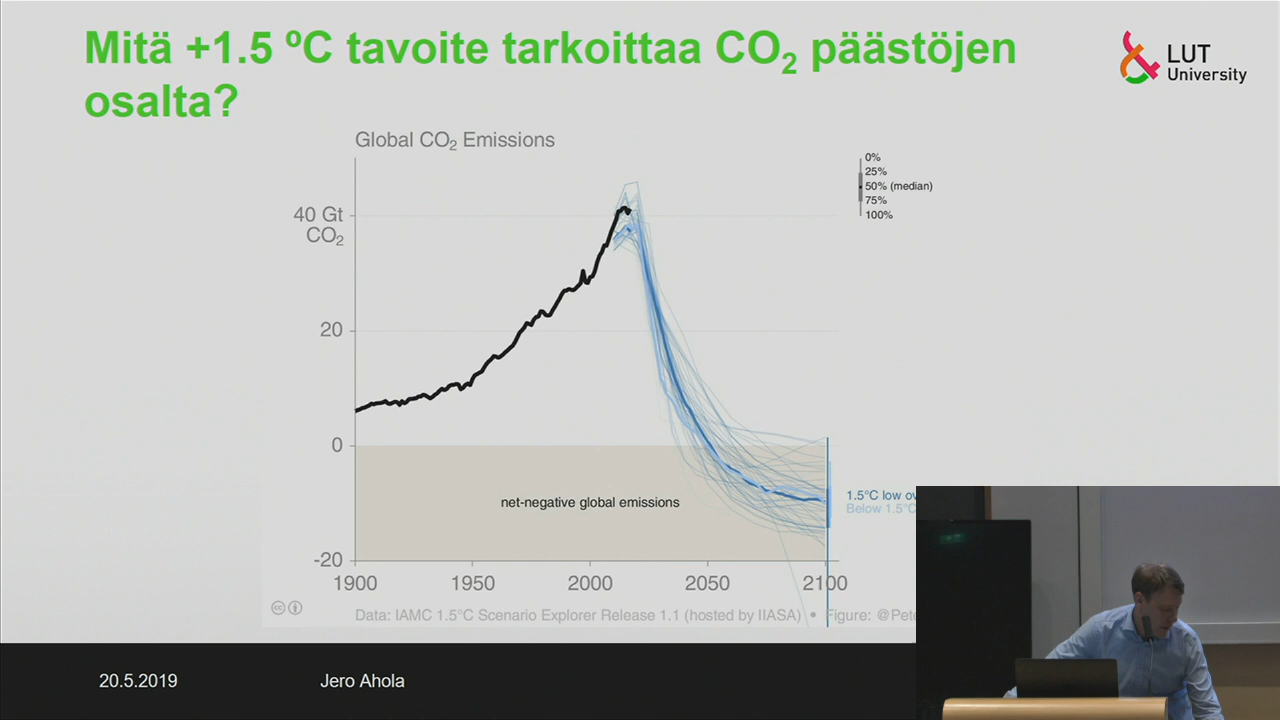 Mitä +1.5 ºC tavoite tarkoittaa CO₂ päästöjen
osalta?
LUT
University
Global CO₂ Emissions
0%
25%
50% (median)
75%
100%
40 Gt
CO₂
20
0
net-negative global emissions
1.5°C low
Below 1.5°C
-20
1900
1950
2000
2050
2100
Data: IAMC 1.5°C Scenario Explorer Release 1.1 (hosted by IIASA) • Figure:
20.5.2019
Jero Ahola